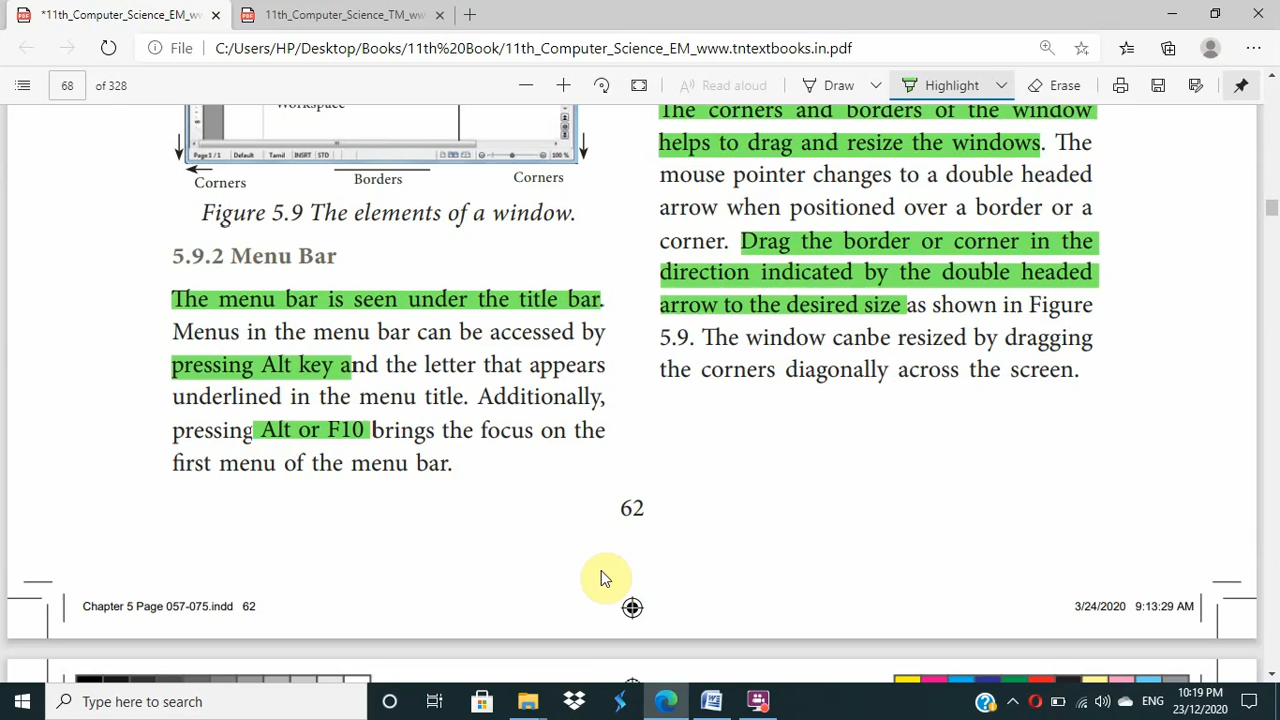 *11th_Computer_Science_EM_w
11th_Computer_Science_TM_w
File
C:/Users/HP/Desktop/Books/11th%20Book/11th_Computer_Science_EM_www.tntextbooks.in.pdf
68 of 328
Read aloud
Draw
Highlight
Erase
Workspace
Page1 / 1 Default Tamil INSRT STD 100 %
Corners Borders Corners
Figure 5.9 The elements of a window.
5.9.2 Menu Bar
The menu bar is seen under the title bar.
Menus in the menu bar can be accessed by
pressing Alt key and the letter that appears
underlined in the menu title. Additionally,
pressing Alt or F10 brings the focus on the
first menu of the menu bar.
The corners and borders of the window
helps to drag and resize the windows. The
mouse pointer changes to a double headed
arrow when positioned over a border or a
corner. Drag the border or corner in the
direction indicated by the double headed
arrow to the desired size as shown in Figure
5.9. The window canbe resized by dragging
the corners diagonally across the screen.
62
Chapter 5 Page 057-075.indd 62
3/24/2020 9:13:29 AM
Type here to search
ENG
10:19 PM
23/12/2020